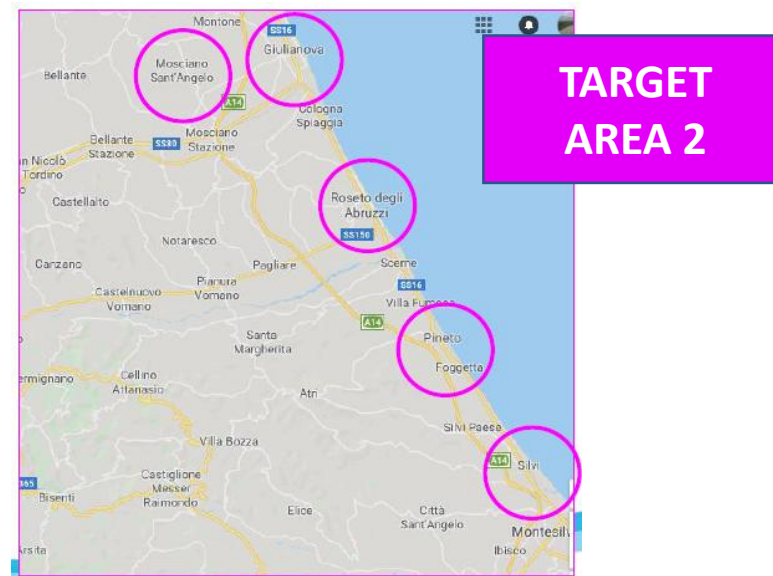 Montone
SS16
Giulianova
TARGET
AREA 2
Mosciano
Sant'Angelo
Bellante
A14
Cologna
Spiaggia
Mosciano
Stazione
SS80
Bellante
Stazione
n Nicolò
Tordino
Castellalto
Roseto degli
Abruzzi
SS150
Notaresco
Canzano
Pagliare
Scerne
Castelnuovo
Vomano
Pianura
Vomano
SS16
Villa Fumosa
A14
Santa
Margherita
Pineto
Foggetta
ermignano
Cellino
Attanasio
Atri
Silvi Paese
Villa Bozza
A14
Silvi
Castiglione
Messer
Raimondo
Bisenti
Elice
Città
Sant'Angelo
Montesilv
Ibisco
Arsita